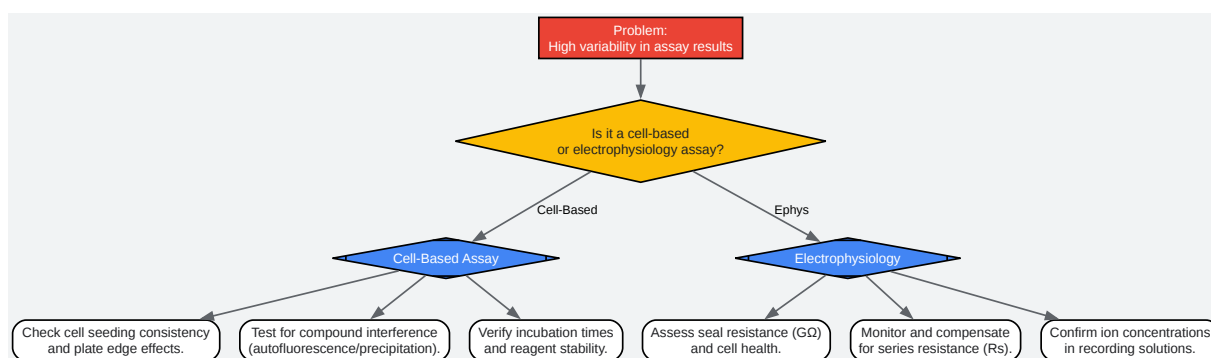 Problem:
High variability in assay results
Is it a cell-based
or electrophysiology assay?
Cell-Based
Ephys
Cell-Based Assay
Electrophysiology
Check cell seeding consistency
and plate edge effects.
Test for compound interference
(autofluorescence/precipitation).
Verify incubation times
and reagent stability.
Assess seal resistance (GΩ)
and cell health.
Monitor and compensate
for series resistance (Rs).
Confirm ion concentrations
in recording solutions.